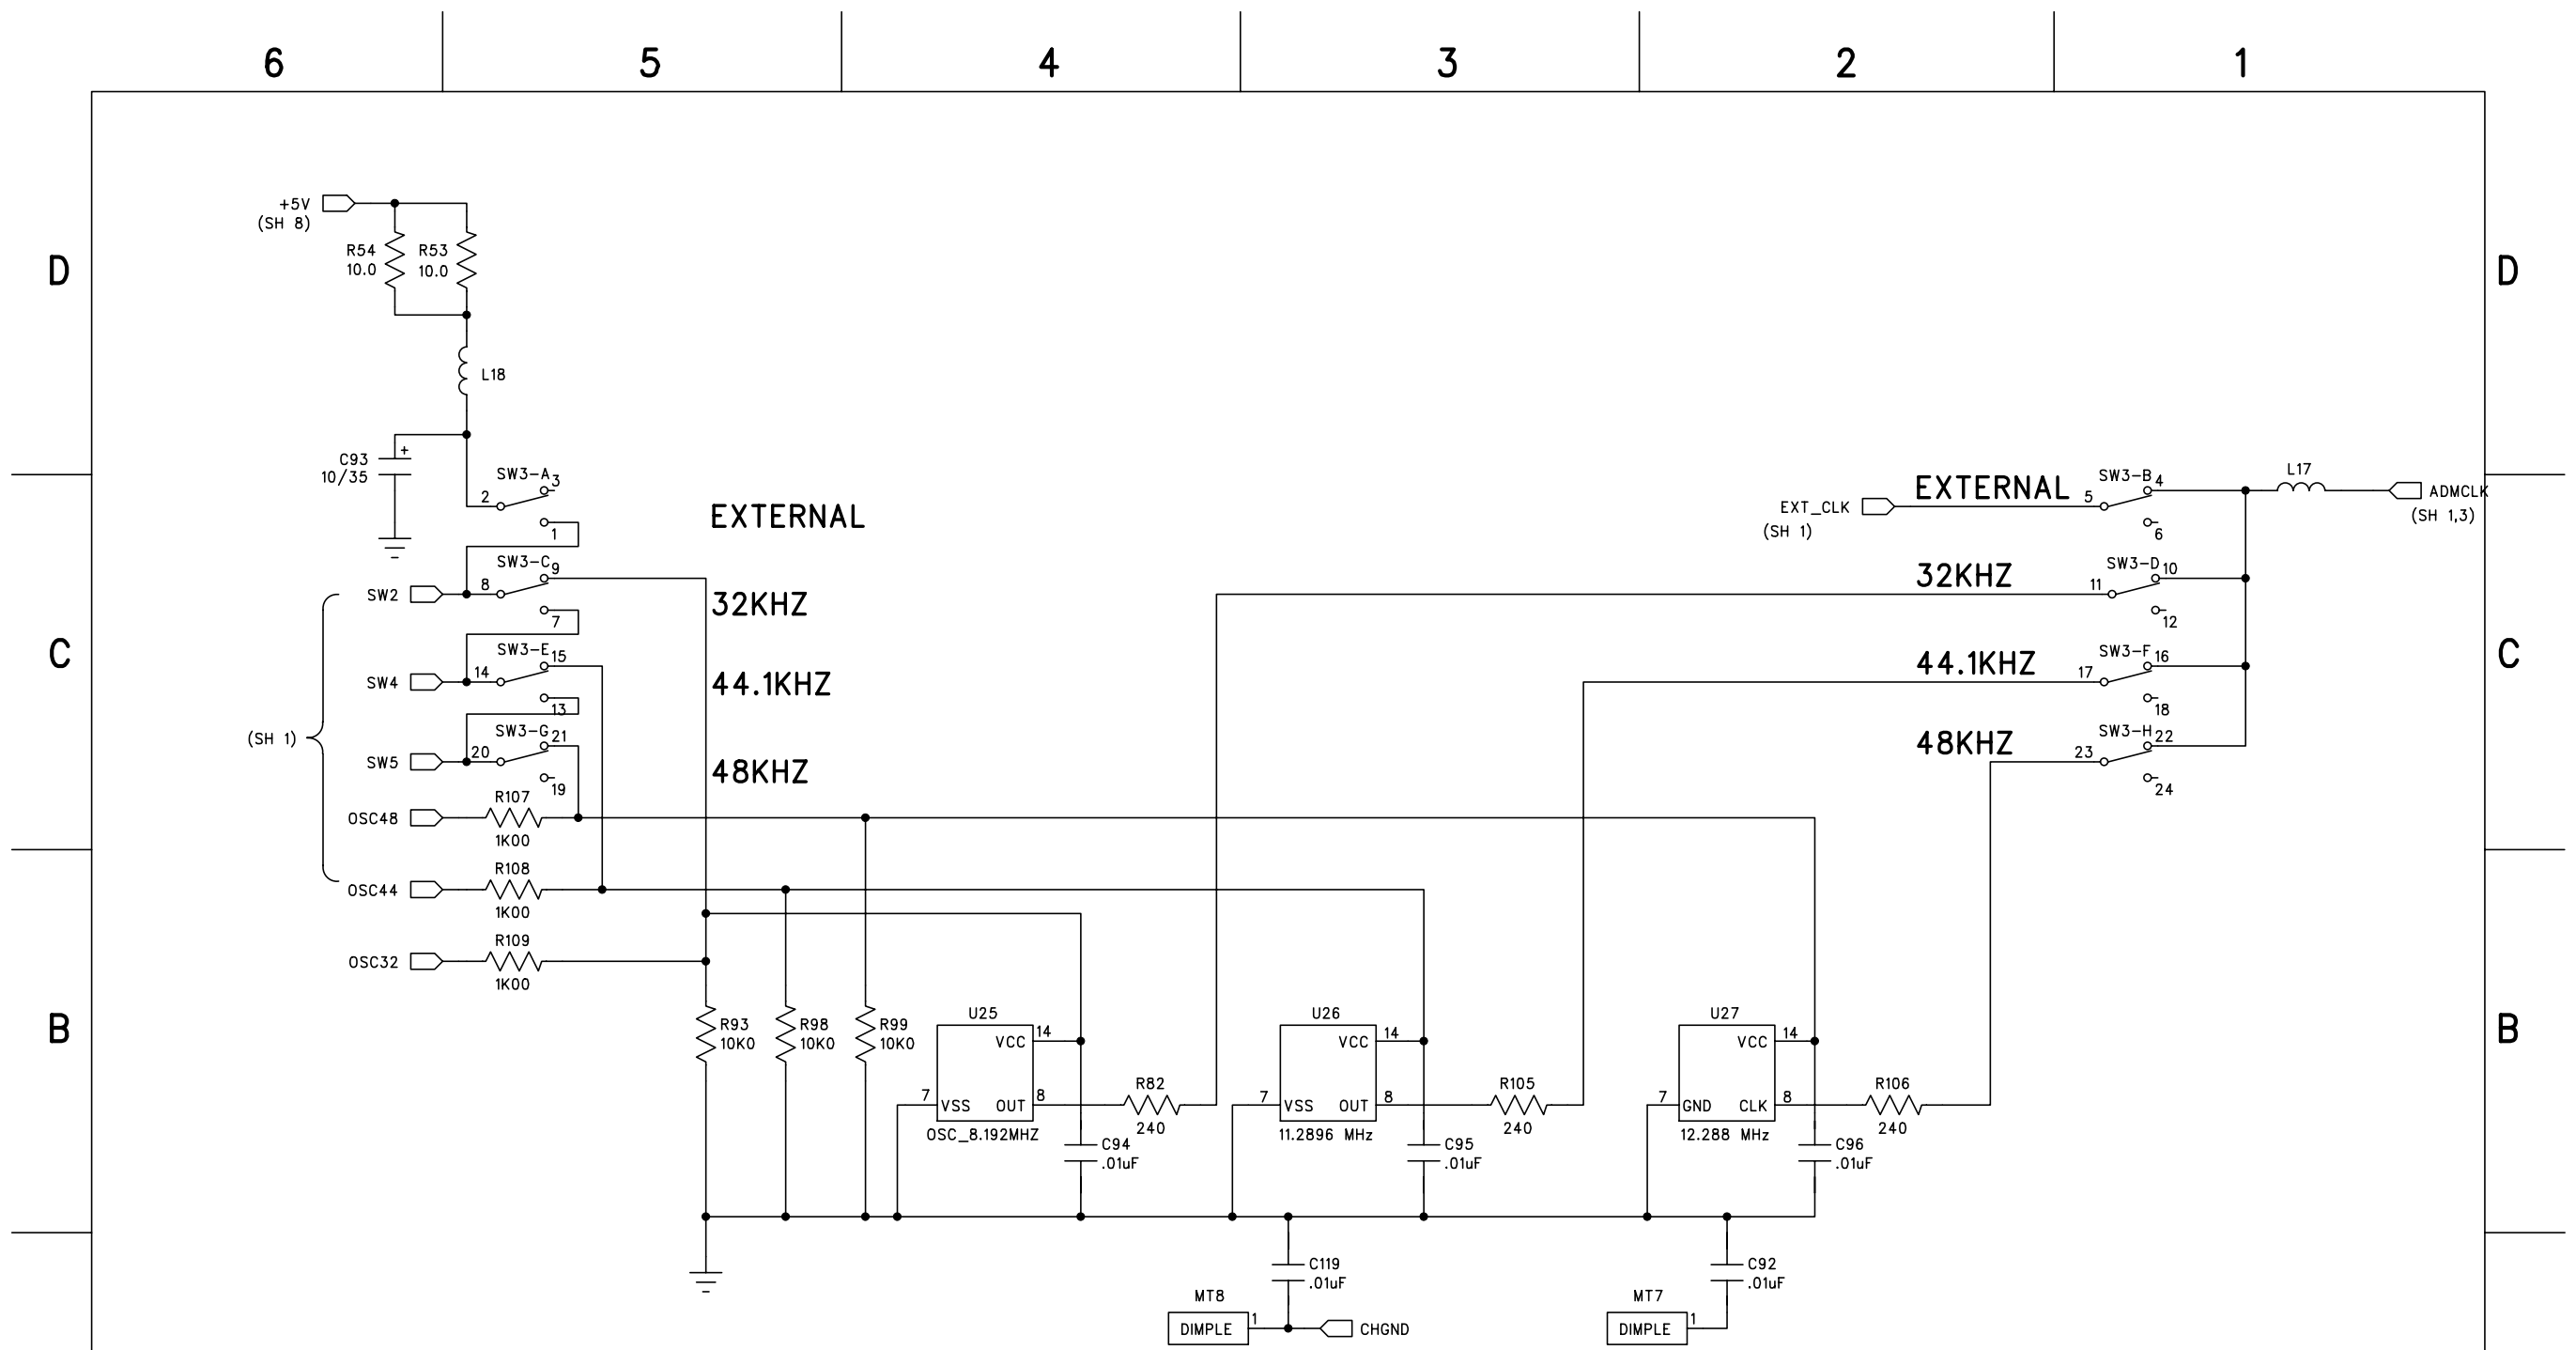 6 5 4 3 2 1
+5V
(SH 8)
D
D
R54
10.0
R53
10.0
L18
C93
10/35
+
SW3-A
3
2
1
EXTERNAL
EXT_CLK
(SH 1)
EXTERNAL
SW3-B
4
5
6
L17
ADMCLK
(SH 1,3)
SW2
SW3-C
9
8
7
32KHZ
32KHZ
SW3-D
10
11
12
C
C
SW4
SW3-E
15
14
13
44.1KHZ
44.1KHZ
SW3-F
16
17
18
(SH 1)
SW5
SW3-G
21
20
19
48KHZ
48KHZ
SW3-H
22
23
24
OSC48
R107
1K00
OSC44
R108
1K00
OSC32
R109
1K00
B
B
R93
10K0
R98
10K0
R99
10K0
U25
VCC
14
7
VSS
OUT
8
OSC_8.192MHZ
R82
240
C94
.01uF
U26
VCC
14
7
VSS
OUT
8
11.2896 MHz
R105
240
C95
.01uF
U27
VCC
14
7
GND
CLK
8
12.288 MHz
R106
240
C96
.01uF
C119
.01uF
C92
.01uF
MT8
DIMPLE
1
CHGND
MT7
DIMPLE
1